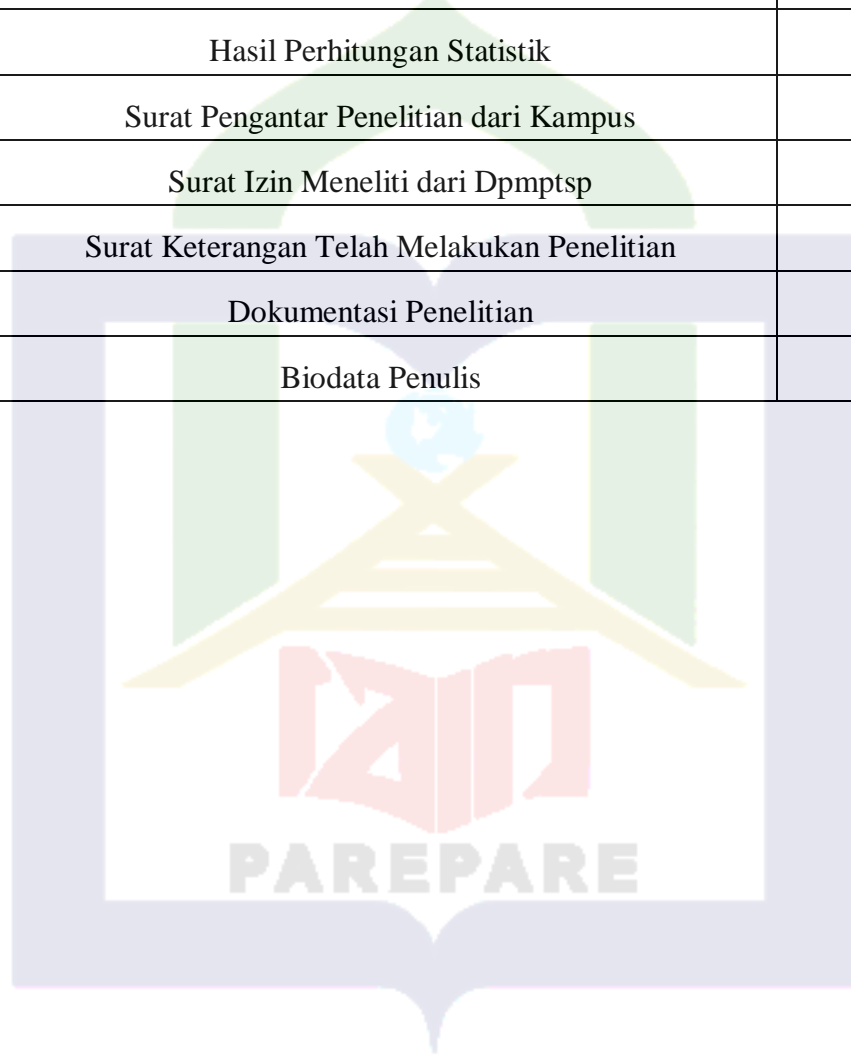 Hasil Perhitungan Statistik
Surat Pengantar Penelitian dari Kampus
Surat Izin Meneliti dari Dpmptsp
Surat Keterangan Telah Melakukan Penelitian
Dokumentasi Penelitian
Biodata Penulis
iain
PAREPARE